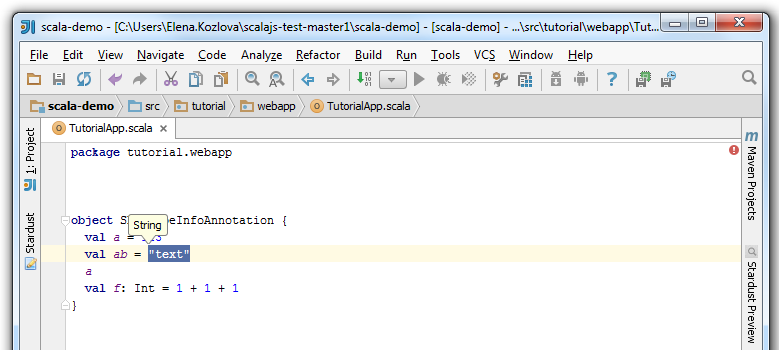 scala-demo - [C:\Users\Elena.Kozlova\scalajs-test-master1\scala-demo] - [scala-demo] - ...\src\tutorial\webapp\Tut...
File Edit View Navigate Code Analyze Refactor Build Run Tools VCS Window Help
scala-demo src tutorial webapp TutorialApp.scala
TutorialApp.scala
1: Project
Stardust
package tutorial.webapp
object eInfoAnnotation {
String
val a =
val ab = "text"
a
val f: Int = 1 + 1 + 1
}
Maven Projects
Stardust Preview